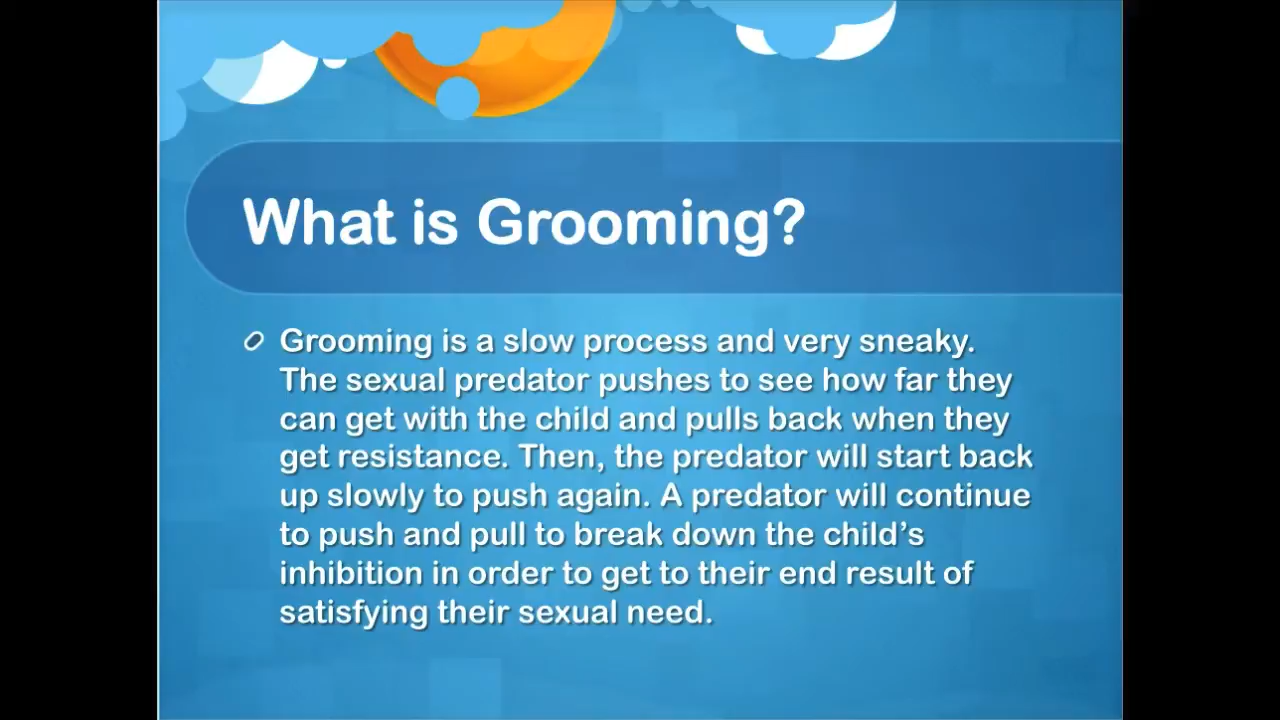 What is Grooming?
Grooming is a slow process and very sneaky.
The sexual predator pushes to see how far they
can get with the child and pulls back when they
get resistance. Then, the predator will start back
up slowly to push again. A predator will continue
to push and pull to break down the child’s
inhibition in order to get to their end result of
satisfying their sexual need.